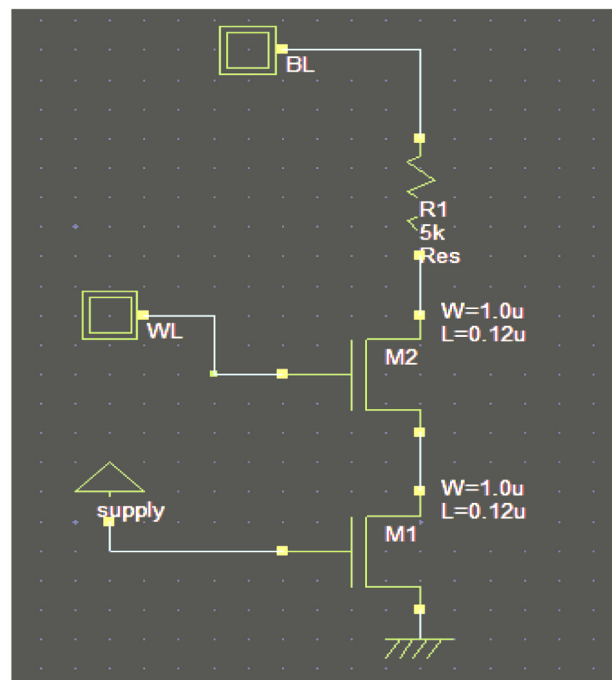 BL
R1
5k
Res
W=1.0u
L=0.12u
WL
M2
W=1.0u
L=0.12u
supply
M1